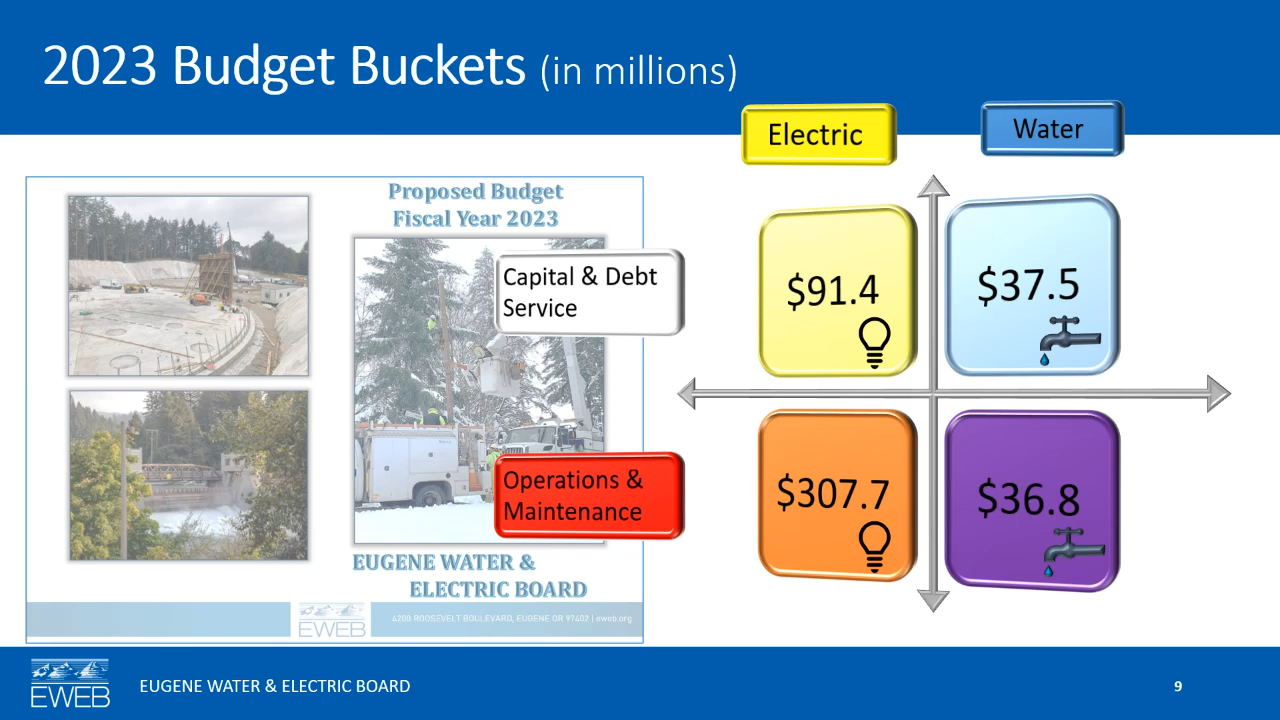 2023 Budget Buckets (in millions)
Electric
Water
Proposed Budget
Fiscal Year 2023
Capital & Debt
Service
$91.4
$37.5
Operations &
Maintenance
$307.7
$36.8
EUGENE WATER &
ELECTRIC BOARD
EWEB
4200 ROOSEVELT BOULEVARD, EUGENE OR 97402 | eweb.org
EWEB
EUGENE WATER & ELECTRIC BOARD
9